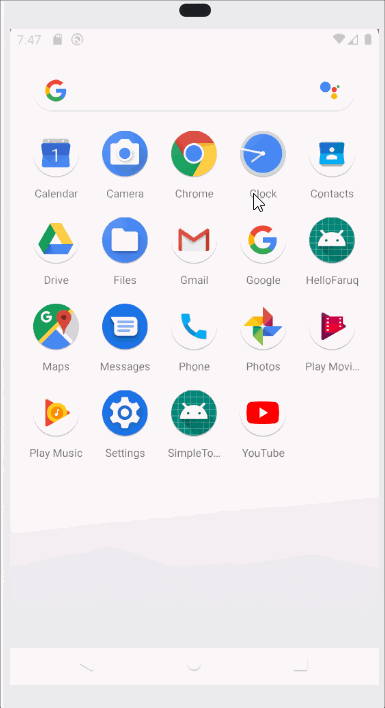 7:47
Calendar Camera Chrome Clock Contacts
Drive Files Gmail Google HelloFaruq
Maps Messages Phone Photos Play Movi...
Play Music Settings SimpleTo... YouTube